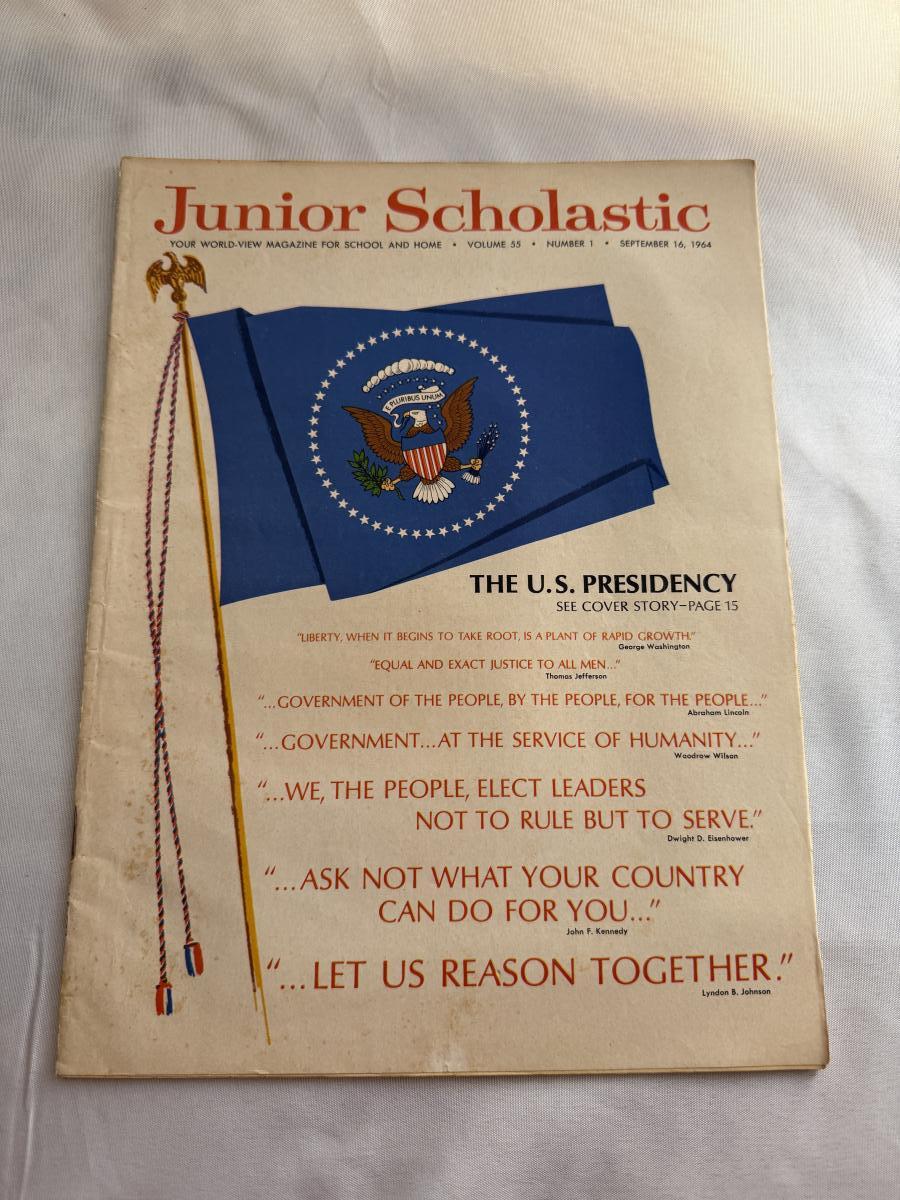 Junior Scholastic
YOUR WORLD-VIEW MAGAZINE FOR SCHOOL AND HOME • VOLUME 55 • NUMBER 1 • SEPTEMBER 16, 1964
E PLURIBUS UNUM
THE U.S. PRESIDENCY
SEE COVER STORY—PAGE 15
"LIBERTY, WHEN IT BEGINS TO TAKE ROOT, IS A PLANT OF RAPID GROWTH."
George Washington
"EQUAL AND EXACT JUSTICE TO ALL MEN..."
Thomas Jefferson
"...GOVERNMENT OF THE PEOPLE, BY THE PEOPLE, FOR THE PEOPLE..."
Abraham Lincoln
"...GOVERNMENT...AT THE SERVICE OF HUMANITY..."
Woodrow Wilson
"...WE, THE PEOPLE, ELECT LEADERS
NOT TO RULE BUT TO SERVE."
Dwight D. Eisenhower
"...ASK NOT WHAT YOUR COUNTRY
CAN DO FOR YOU..."
John F. Kennedy
"...LET US REASON TOGETHER."
Lyndon B. Johnson